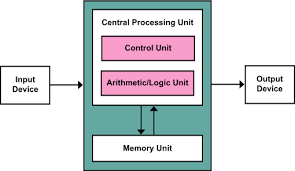 Central Processing Unit
Control Unit
Arithmetic/Logic Unit
Input
Device
Output
Device
Memory Unit